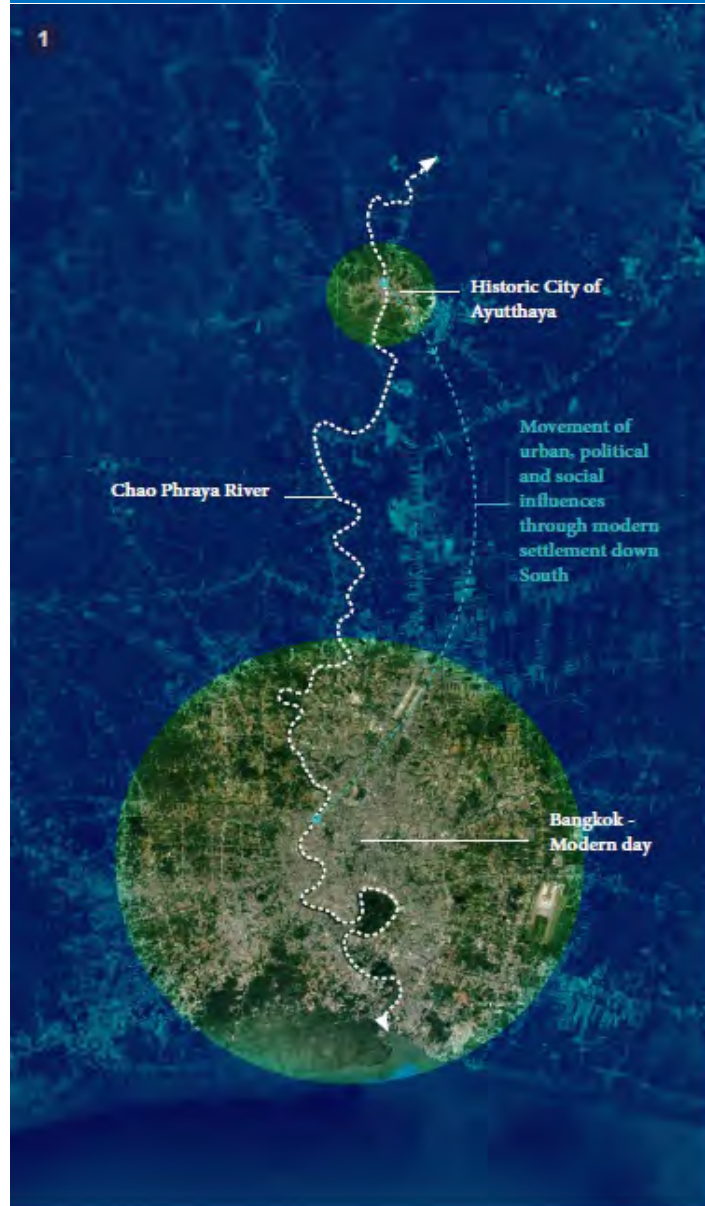 1
Historic City of
Ayutthaya
Movement of
urban, political
and social
influences
through modern
settlement down
South
Chao Phraya River
Bangkok -
Modern day